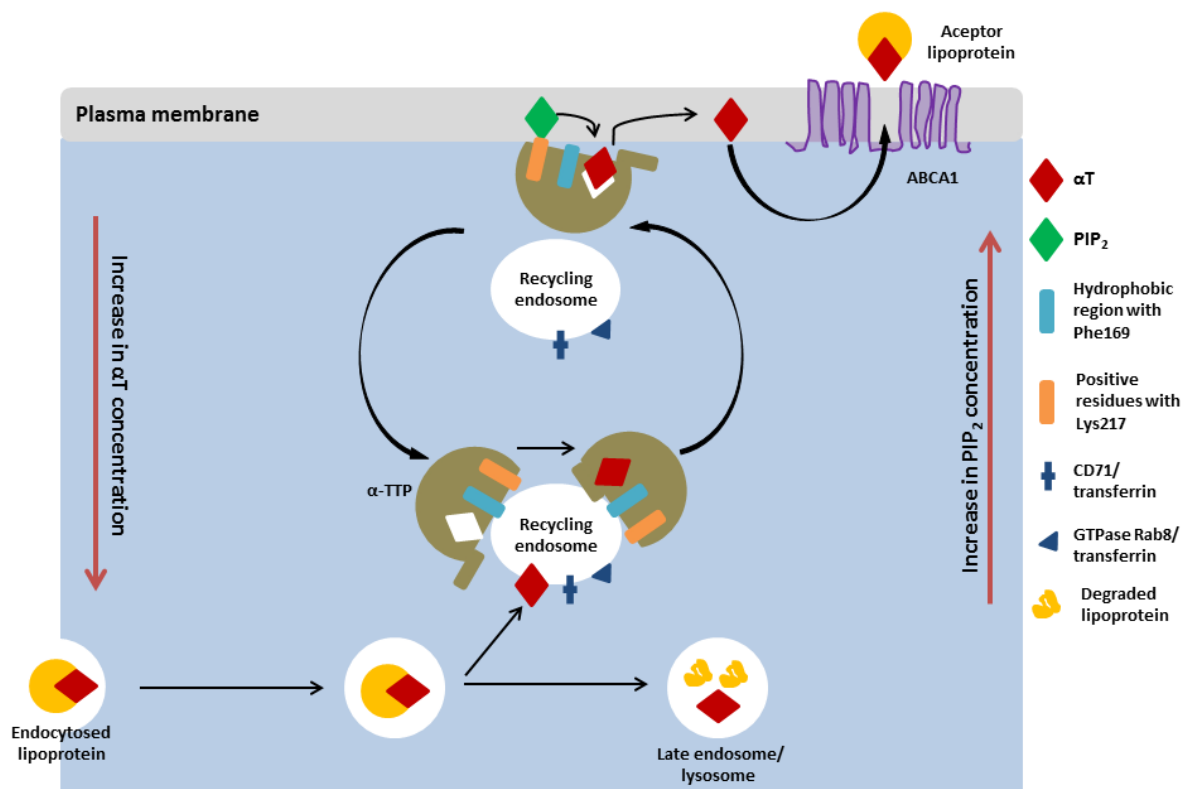 Aceptor
lipoprotein
Plasma membrane
ABCA1
Recycling
endosome
Increase in αT concentration
Increase in PIP₂ concentration
α-TTP
Recycling
endosome
Endocytosed
lipoprotein
Late endosome/
lysosome
αT
PIP₂
Hydrophobic
region with
Phe169
Positive
residues with
Lys217
CD71/
transferrin
GTPase Rab8/
transferrin
Degraded
lipoprotein